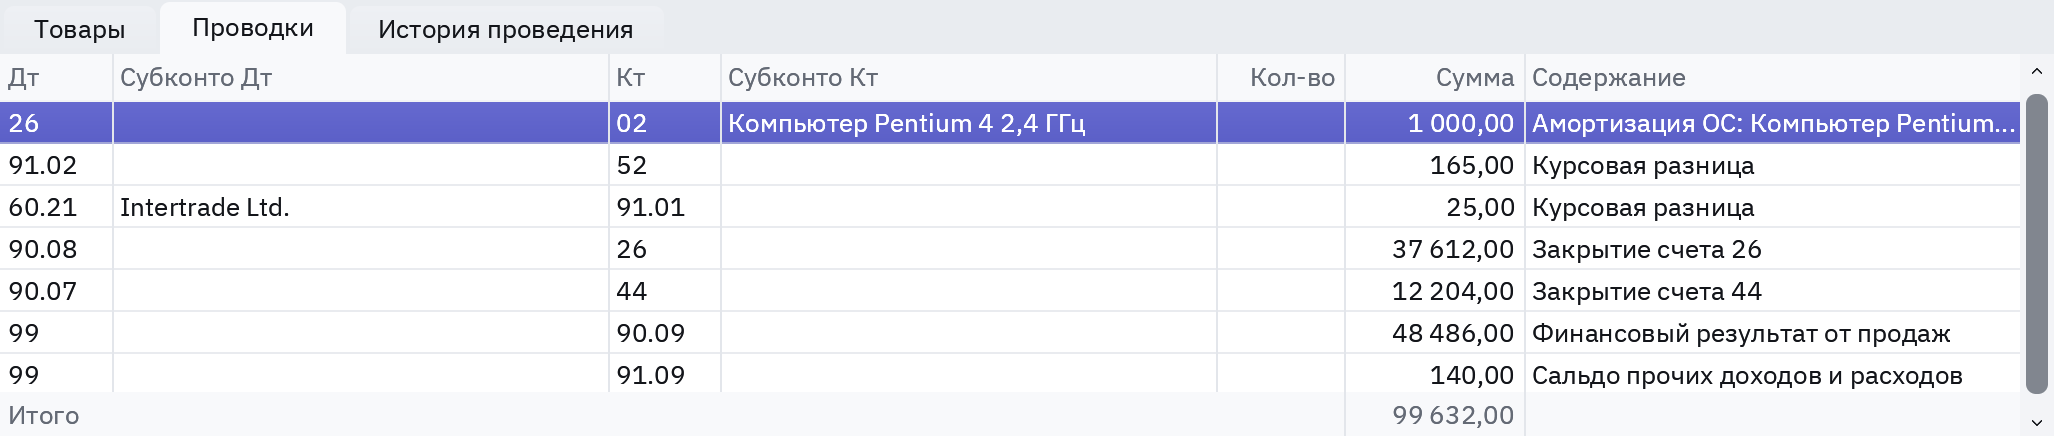 Товары Проводки История проведения
Дт Субконто Дт Кт Субконто Кт Кол-во Сумма Содержание
26 02 Компьютер Pentium 4 2,4 ГГц 1 000,00 Амортизация ОС: Компьютер Pentium...
91.02 52 165,00 Курсовая разница
60.21 Intertrade Ltd. 91.01 25,00 Курсовая разница
90.08 26 37 612,00 Закрытие счета 26
90.07 44 12 204,00 Закрытие счета 44
99 90.09 48 486,00 Финансовый результат от продаж
99 91.09 140,00 Сальдо прочих доходов и расходов
Итого 99 632,00